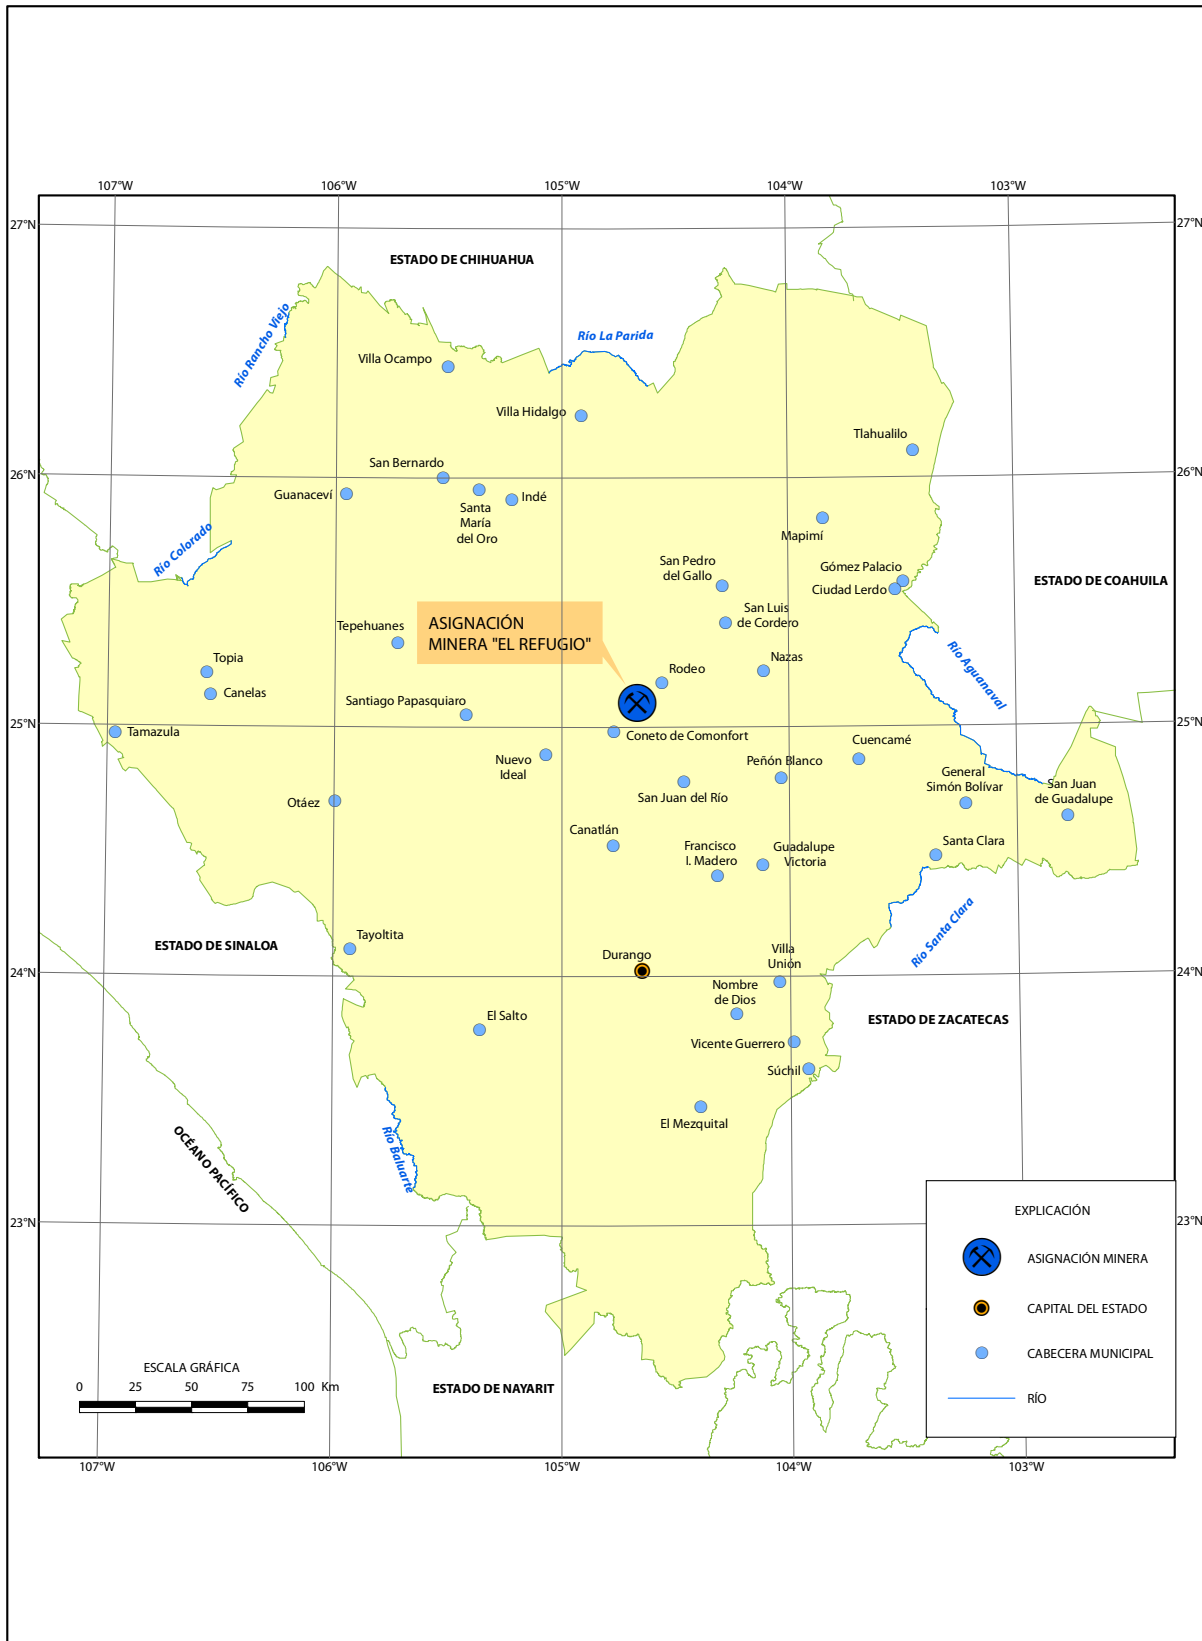 107°W
106°W
105°W
104°W
103°W
27°N
27°N
ESTADO DE CHIHUAHUA
Río Rancho Viejo
Río La Parida
Villa Ocampo
Villa Hidalgo
Tlahualilo
San Bernardo
26°N
26°N
Guanaceví
Santa
María
del Oro
Indé
Mapimí
Río Colorado
San Pedro
del Gallo
Gómez Palacio
Ciudad Lerdo
ESTADO DE COAHUILA
San Luis
de Cordero
Tepehuanes
ASIGNACIÓN
MINERA "EL REFUGIO"
Topia
Canelas
Rodeo
Nazas
Río Aguanaval
Santiago Papasquiaro
25°N
25°N
Tamazula
Coneto de Comonfort
Cuencamé
Nuevo
Ideal
Peñón Blanco
General
Simón Bolívar
San Juan
de Guadalupe
Otáez
San Juan del Río
Canatlán
Francisco
I. Madero
Guadalupe
Victoria
Santa Clara
Río Santa Clara
ESTADO DE SINALOA
Tayoltita
Durango
Villa
Unión
24°N
24°N
Nombre
de Dios
El Salto
ESTADO DE ZACATECAS
Vicente Guerrero
Súchil
El Mezquital
OCÉANO PACÍFICO
Río Baluarte
23°N
23°N
EXPLICACIÓN
ASIGNACIÓN MINERA
CAPITAL DEL ESTADO
CABECERA MUNICIPAL
RÍO
ESCALA GRÁFICA
0 25 50 75 100 Km
ESTADO DE NAYARIT
107°W
106°W
105°W
104°W
103°W